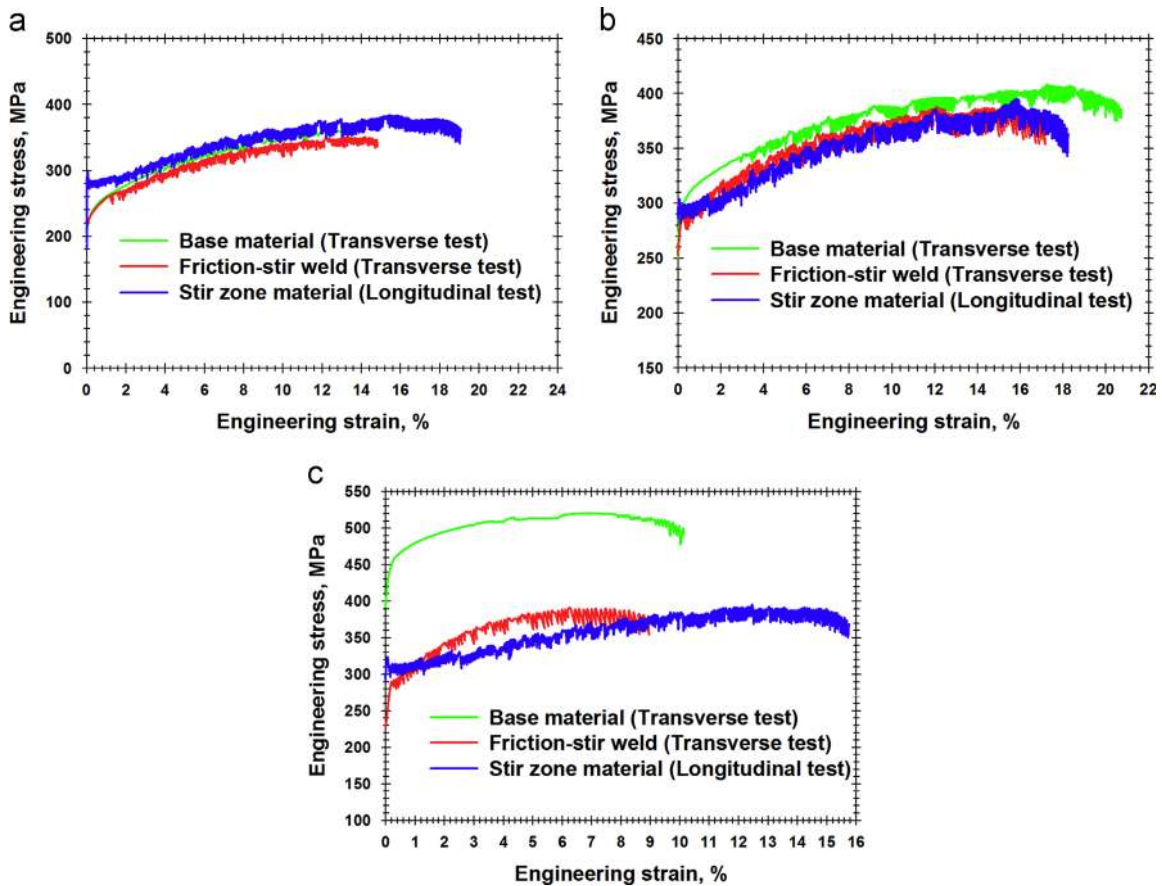 a
Engineering stress, MPa
500
400
300
200
100
0
Base material (Transverse test)
Friction-stir weld (Transverse test)
Stir zone material (Longitudinal test)
0 2 4 6 8 10 12 14 16 18 20 22 24
Engineering strain, %
b
Engineering stress, MPa
450
400
350
300
250
200
150
Base material (Transverse test)
Friction-stir weld (Transverse test)
Stir zone material (Longitudinal test)
0 2 4 6 8 10 12 14 16 18 20 22
Engineering strain, %
c
Engineering stress, MPa
550
500
450
400
350
300
250
200
150
100
Base material (Transverse test)
Friction-stir weld (Transverse test)
Stir zone material (Longitudinal test)
0 1 2 3 4 5 6 7 8 9 10 11 12 13 14 15 16
Engineering strain, %